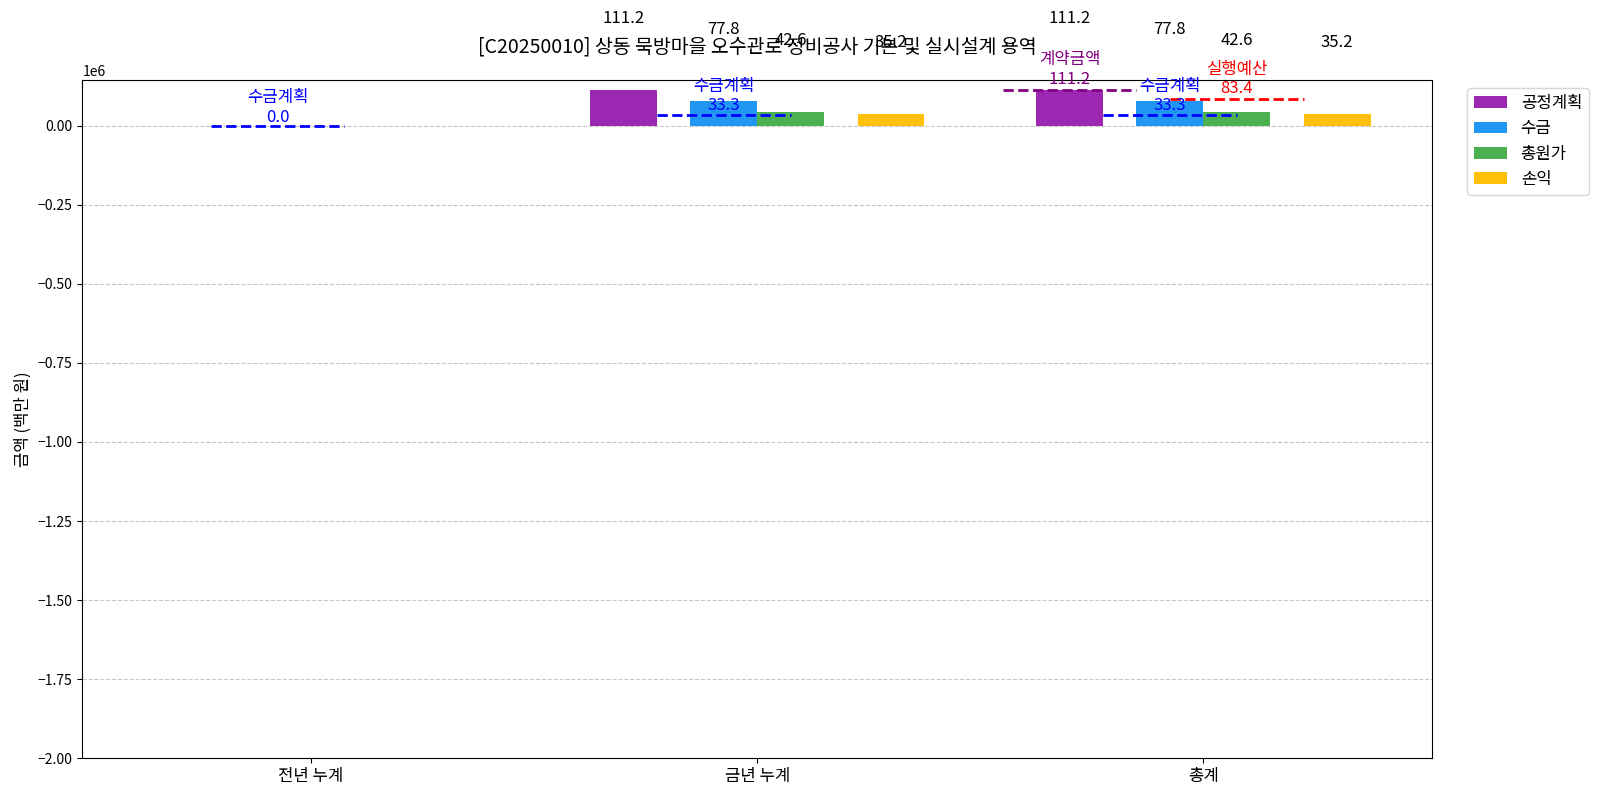 111.2
77.8
42.6
35.2
111.2
77.8
42.6
35.2
[C20250010] 상동 묵방마을 오수관로 정비공사 기본 및 실시설계 용역
1e6
수금계획
0.0
수금계획
33.3
계약금액
111.2
수금계획
33.3
실행예산
83.4
공정계획
수금
총원가
손익
0.00
−0.25
−0.50
−0.75
−1.00
−1.25
−1.50
−1.75
−2.00
금액 (백만 원)
전년 누계
금년 누계
총계